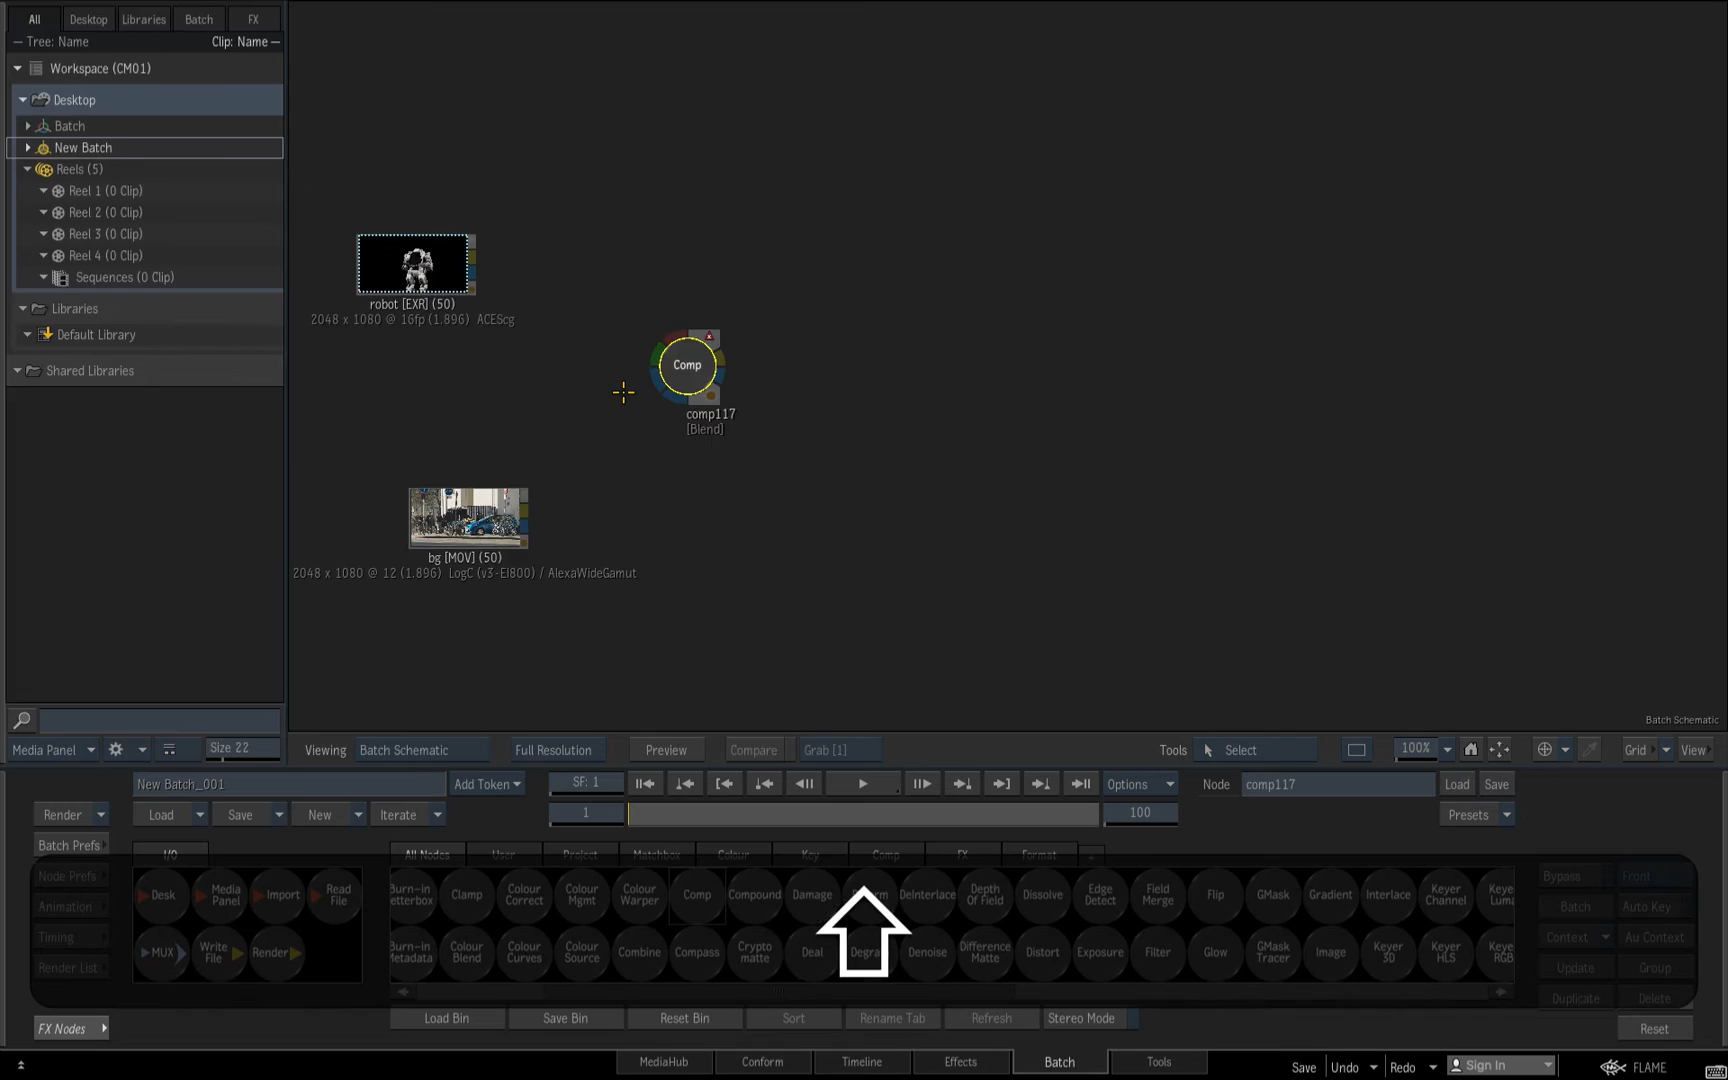 All
Desktop
Libraries
Batch
FX
Tree: Name
Clip: Name
Workspace (CM01)
Desktop
Batch
New Batch
Reels (5)
Reel 1 (0 Clip)
Reel 2 (0 Clip)
Reel 3 (0 Clip)
Reel 4 (0 Clip)
Sequences (0 Clip)
Libraries
Default Library
Shared Libraries
robot [EXR] (50)
2048 x 1080 @ 16fp (1.896) ACEScg
Comp
comp117
[Blend]
bg [MOV] (50)
2048 x 1080 @ 12 (1.896) LogC (v3-EI800) / AlexaWideGamut
Batch Schematic
Media Panel
Size 22
Viewing
Batch Schematic
Full Resolution
Preview
Compare
Grab [1]
Tools
Select
100%
Grid
View
New Batch_001
Add Token
SF: 1
Options
Node
comp117
Load
Save
Render
Load
Save
New
Iterate
1
100
Presets
Batch Prefs
I/O
All Nodes
User
Project
Matchbox
Colour
Key
Comp
FX
Format
Node Prefs
Animation
Timing
Render List
Desk
Media Panel
Import
Read File
MUX
Write File
Render
Clamp
Colour Correct
Colour Mgmt
Colour Warper
Comp
Compound
Damage
DeInterlace
Depth Of Field
Dissolve
Edge Detect
Field Merge
Flip
GMask
Gradient
Interlace
Keyer Channel
Colour Blend
Colour Curves
Colour Source
Combine
Compass
Crypto matte
Deal
Denoise
Difference Matte
Distort
Exposure
Filter
Glow
GMask Tracer
Image
Keyer 3D
Keyer HLS
Bypass
Front
Batch
Auto Key
Context
Au Context
Update
Group
Duplicate
Delete
FX Nodes
Load Bin
Save Bin
Reset Bin
Sort
Rename Tab
Refresh
Stereo Mode
Reset
MediaHub
Conform
Timeline
Effects
Batch
Tools
Save
Undo
Redo
Sign In
FLAME